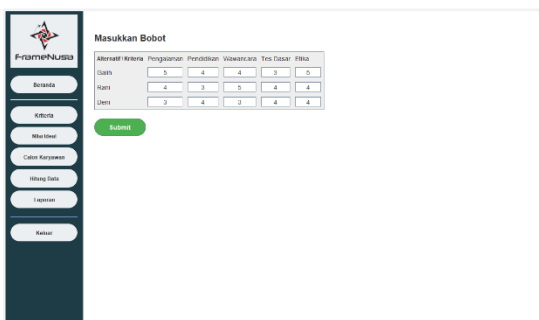 FrameNusa
Beranda
Kriteria
Nilai Ideal
Calon Karyawan
Hitung Data
Laporan
Keluar
Masukkan Bobot
Alternatif \ Kriteria Pengalaman Pendidikan Wawancara Tes Dasar Etika
Galih 5 4 4 3 5
Rani 4 3 5 4 4
Deni 3 4 3 4 4
Submit